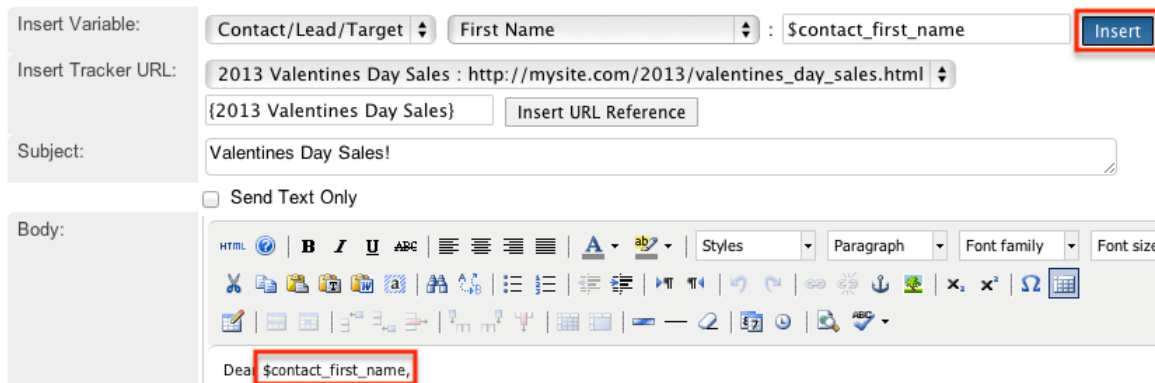 Insert Variable: Contact/Lead/Target First Name : $contact_first_name Insert
Insert Tracker URL: 2013 Valentines Day Sales : http://mysite.com/2013/valentines_day_sales.html
{2013 Valentines Day Sales} Insert URL Reference
Subject: Valentines Day Sales!
Send Text Only
Body:
HTML B I U ABC A ab Styles Paragraph Font family Font size
Dear $contact_first_name,